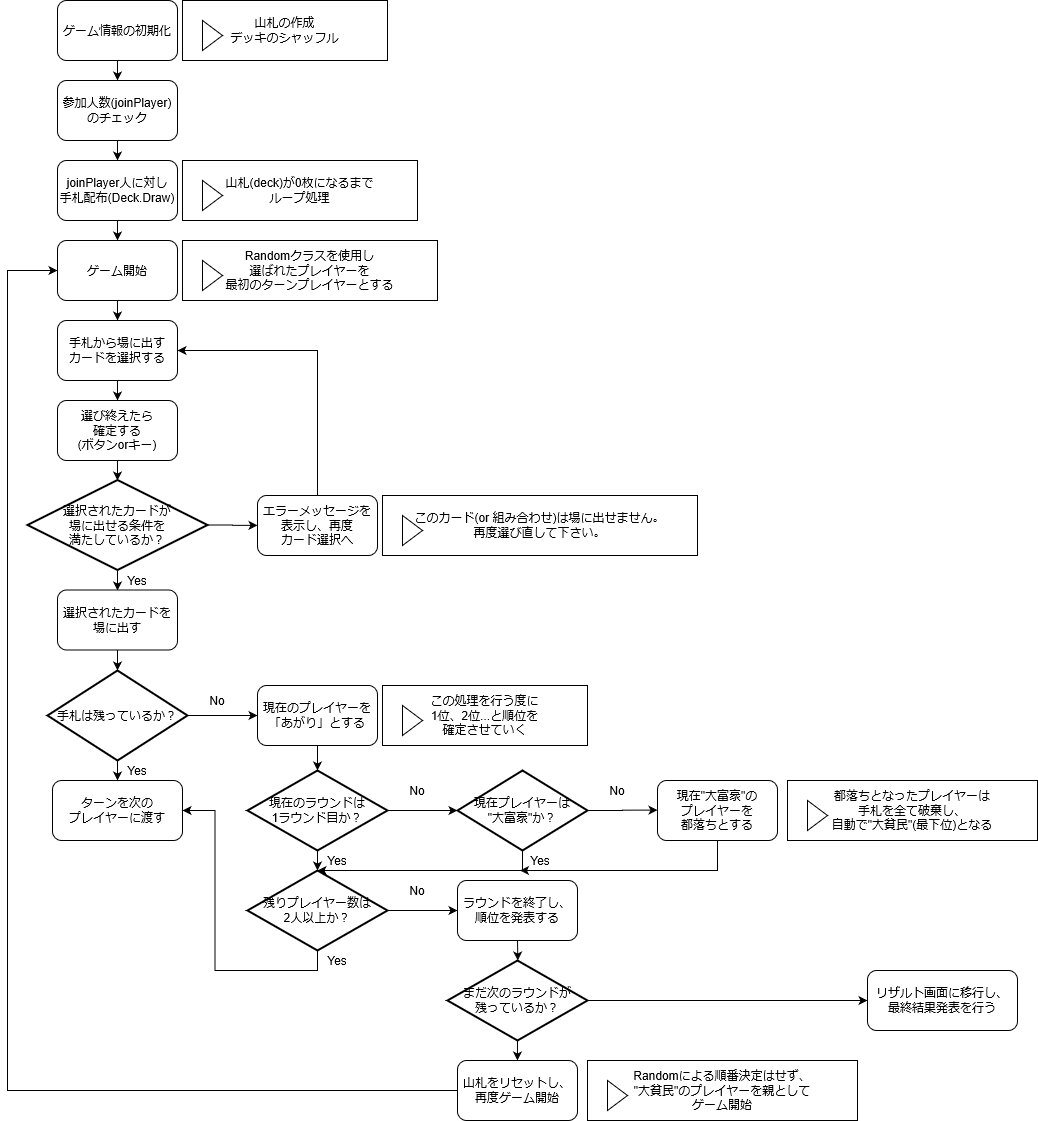 ゲーム情報の初期化
山札の作成
デッキのシャッフル
参加人数(joinPlayer)
のチェック
joinPlayer人に対し
手札配布(Deck.Draw)
山札(deck)が0枚になるまで
ループ処理
ゲーム開始
Randomクラスを使用し
選ばれたプレイヤーを
最初のターンプレイヤーとする
手札から場に出す
カードを選択する
選び終えたら
確定する
(ボタンorキー)
選択されたカードが
場に出せる条件を
満たしているか？
エラーメッセージを
表示し、再度
カード選択へ
このカード(or 組み合わせ)は場に出せません。
再度選び直して下さい。
Yes
選択されたカードを
場に出す
手札は残っているか？
No
現在のプレイヤーを
「あがり」とする
この処理を行う度に
1位、2位...と順位を
確定させていく
Yes
ターンを次の
プレイヤーに渡す
現在のラウンドは
1ラウンド目か？
No
現在プレイヤーは
"大富豪"か？
No
現在"大富豪"の
プレイヤーを
都落ちとする
都落ちとなったプレイヤーは
手札を全て破棄し、
自動で"大貧民"(最下位)となる
Yes
Yes
残りプレイヤー数は
2人以上か？
No
ラウンドを終了し、
順位を発表する
Yes
まだ次のラウンドが
残っているか？
リザルト画面に移行し、
最終結果発表を行う
山札をリセットし、
再度ゲーム開始
Randomによる順番決定はせず、
"大貧民"のプレイヤーを親として
ゲーム開始